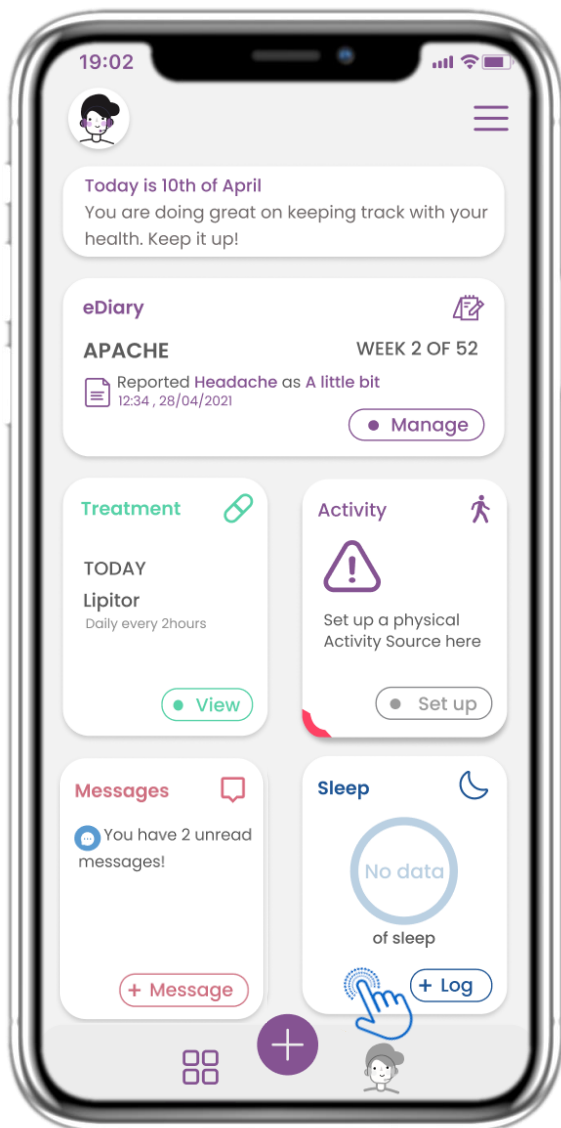 19:02
Today is 10th of April
You are doing great on keeping track with your
health. Keep it up!
eDiary
APACHE
WEEK 2 OF 52
Reported Headache as A little bit
12:34 , 28/04/2021
Manage
Treatment
TODAY
Lipitor
Daily every 2hours
View
Activity
Set up a physical
Activity Source here
Set up
Messages
You have 2 unread
messages!
+ Message
Sleep
No data
of sleep
+ Log